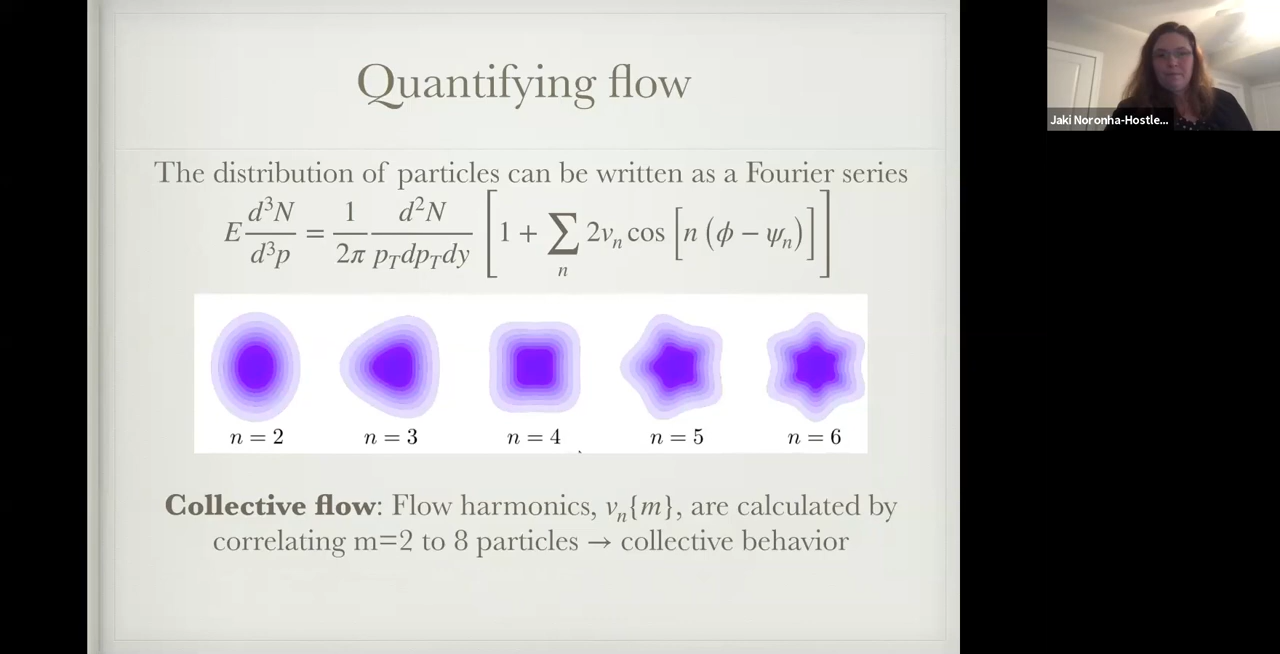 Quantifying flow
Jaki Noronha-Hostle...
The distribution of particles can be written as a Fourier series
E d³N/d³p = 1/2π d²N/p_T dp_T dy [1 + ∑_n 2v_n cos [n (ϕ − ψ_n)]]
n = 2 n = 3 n = 4 n = 5 n = 6
Collective flow: Flow harmonics, v_n{m}, are calculated by
correlating m=2 to 8 particles → collective behavior